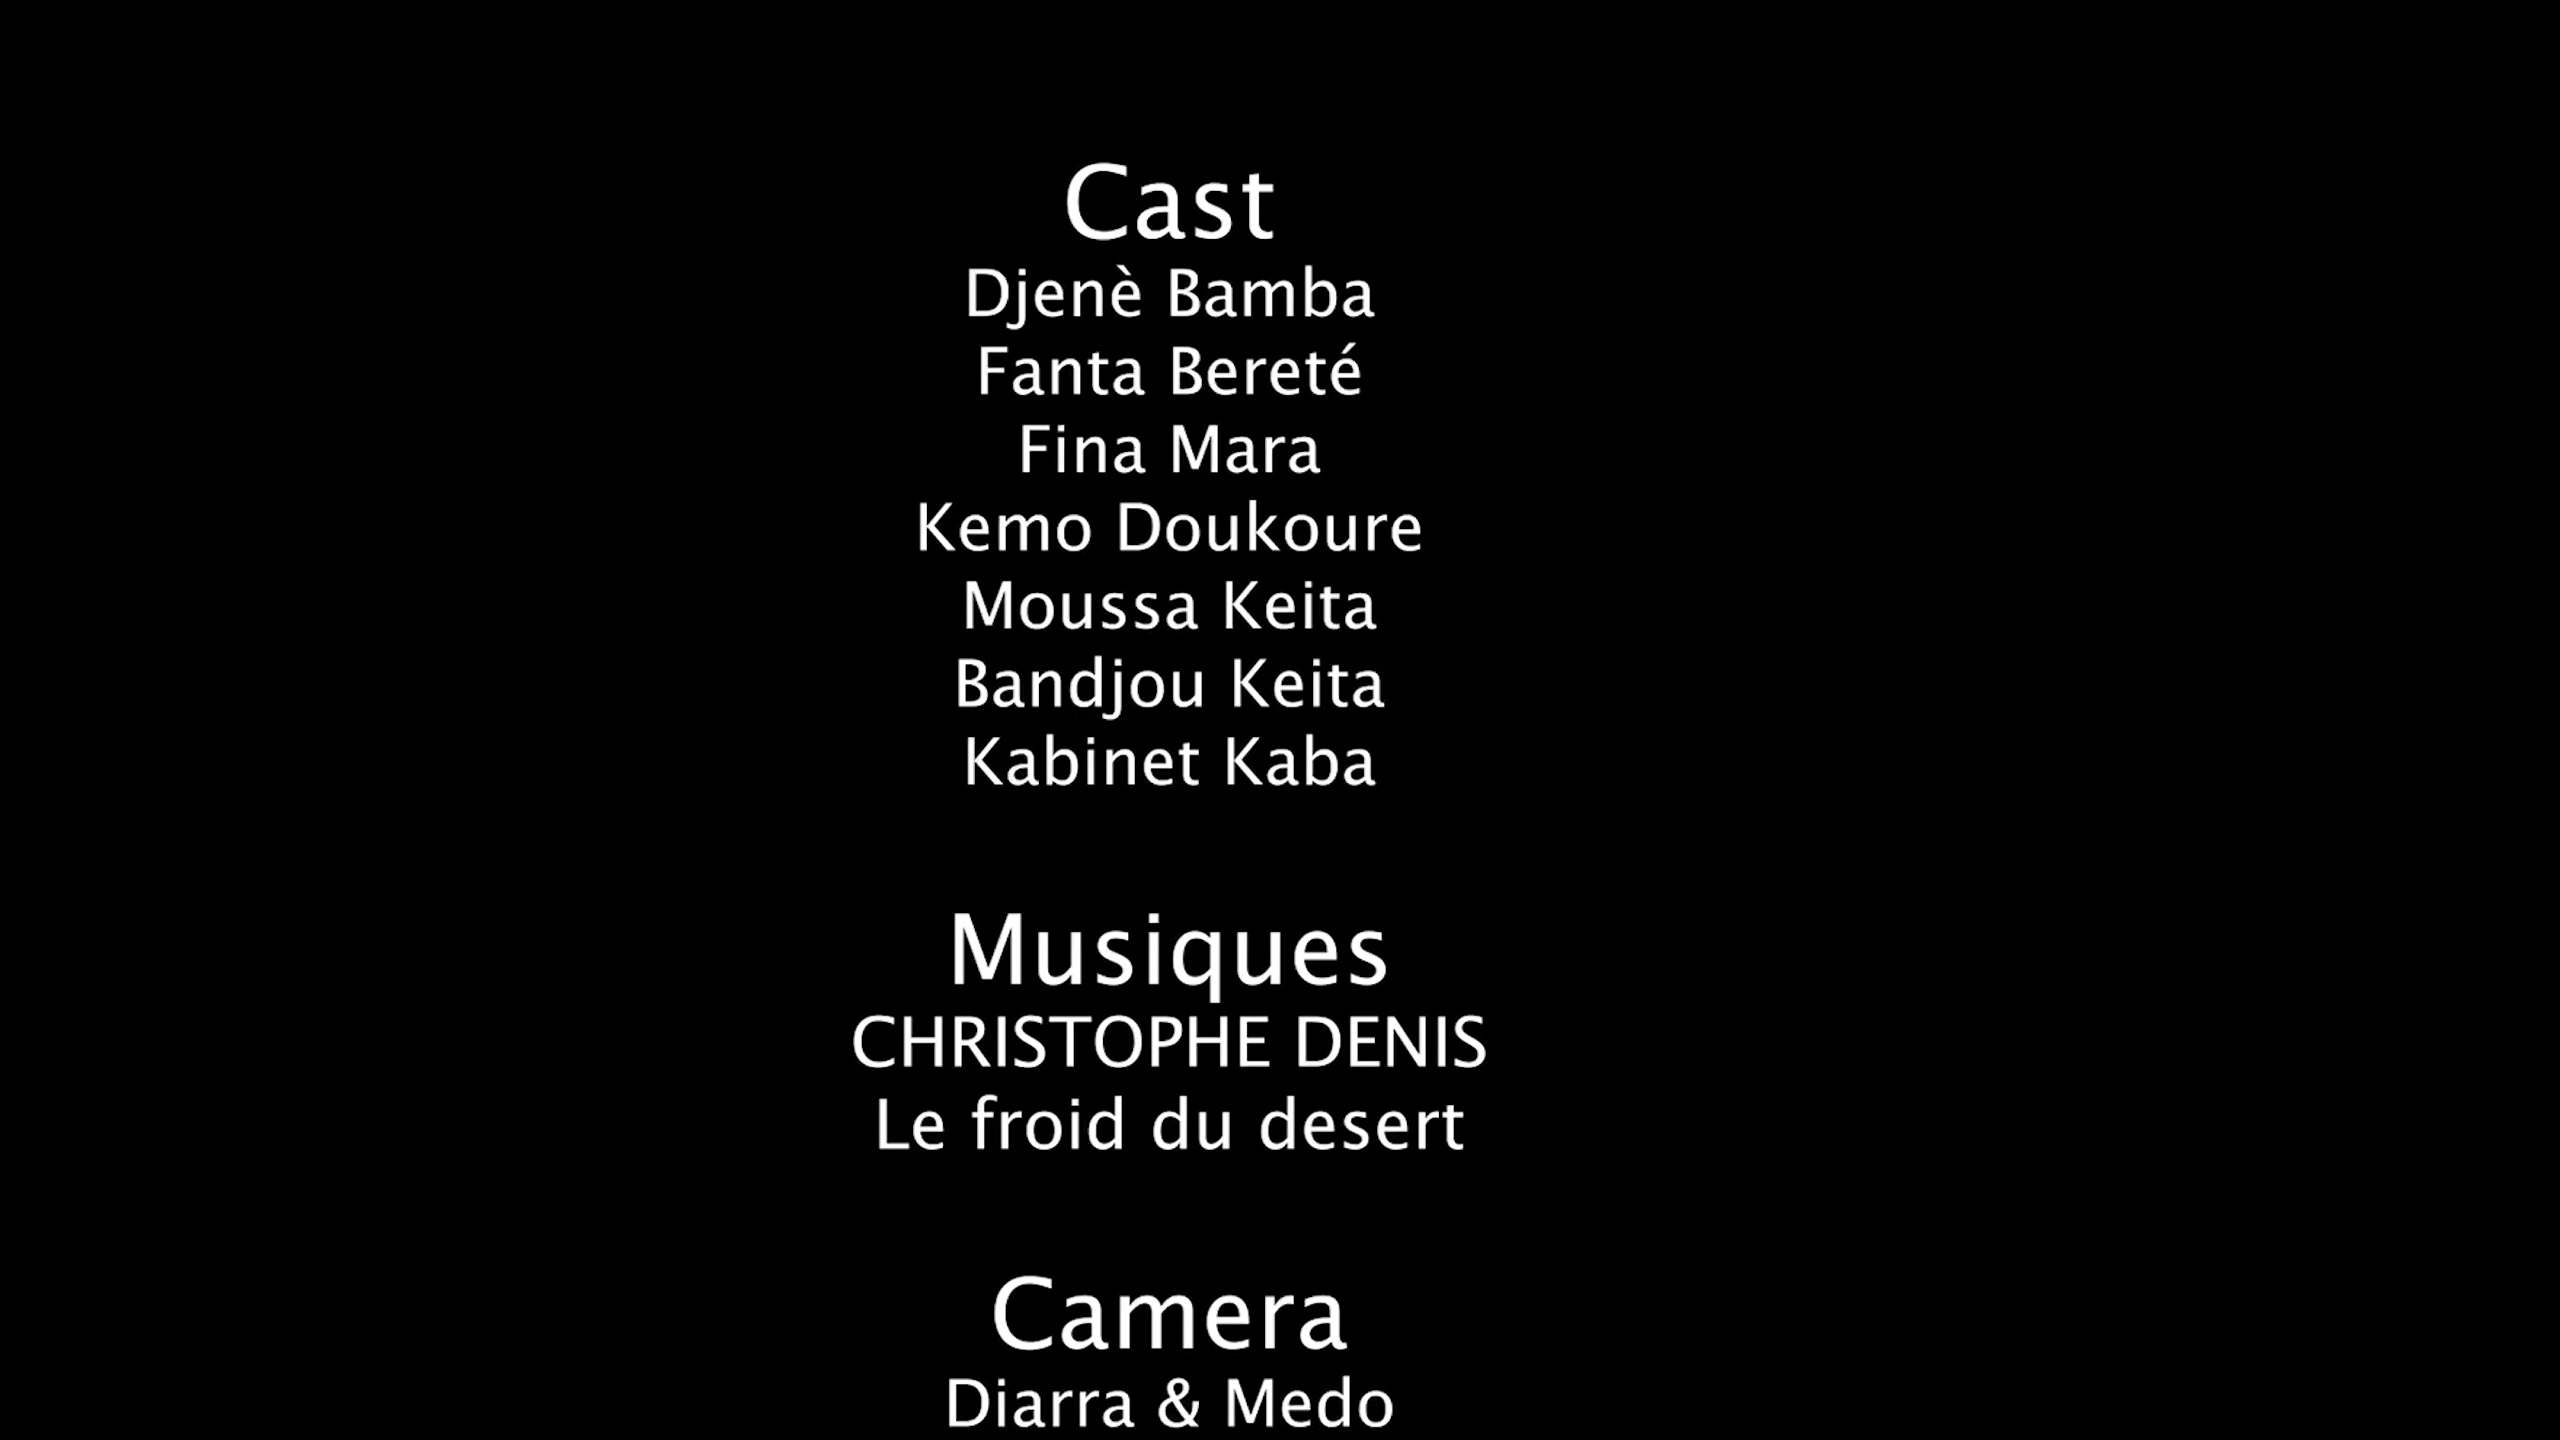 Cast
Djenè Bamba
Fanta Bereté
Fina Mara
Kemo Doukoure
Moussa Keita
Bandjou Keita
Kabinet Kaba
Musiques
CHRISTOPHE DENIS
Le froid du desert
Camera
Diarra & Medo